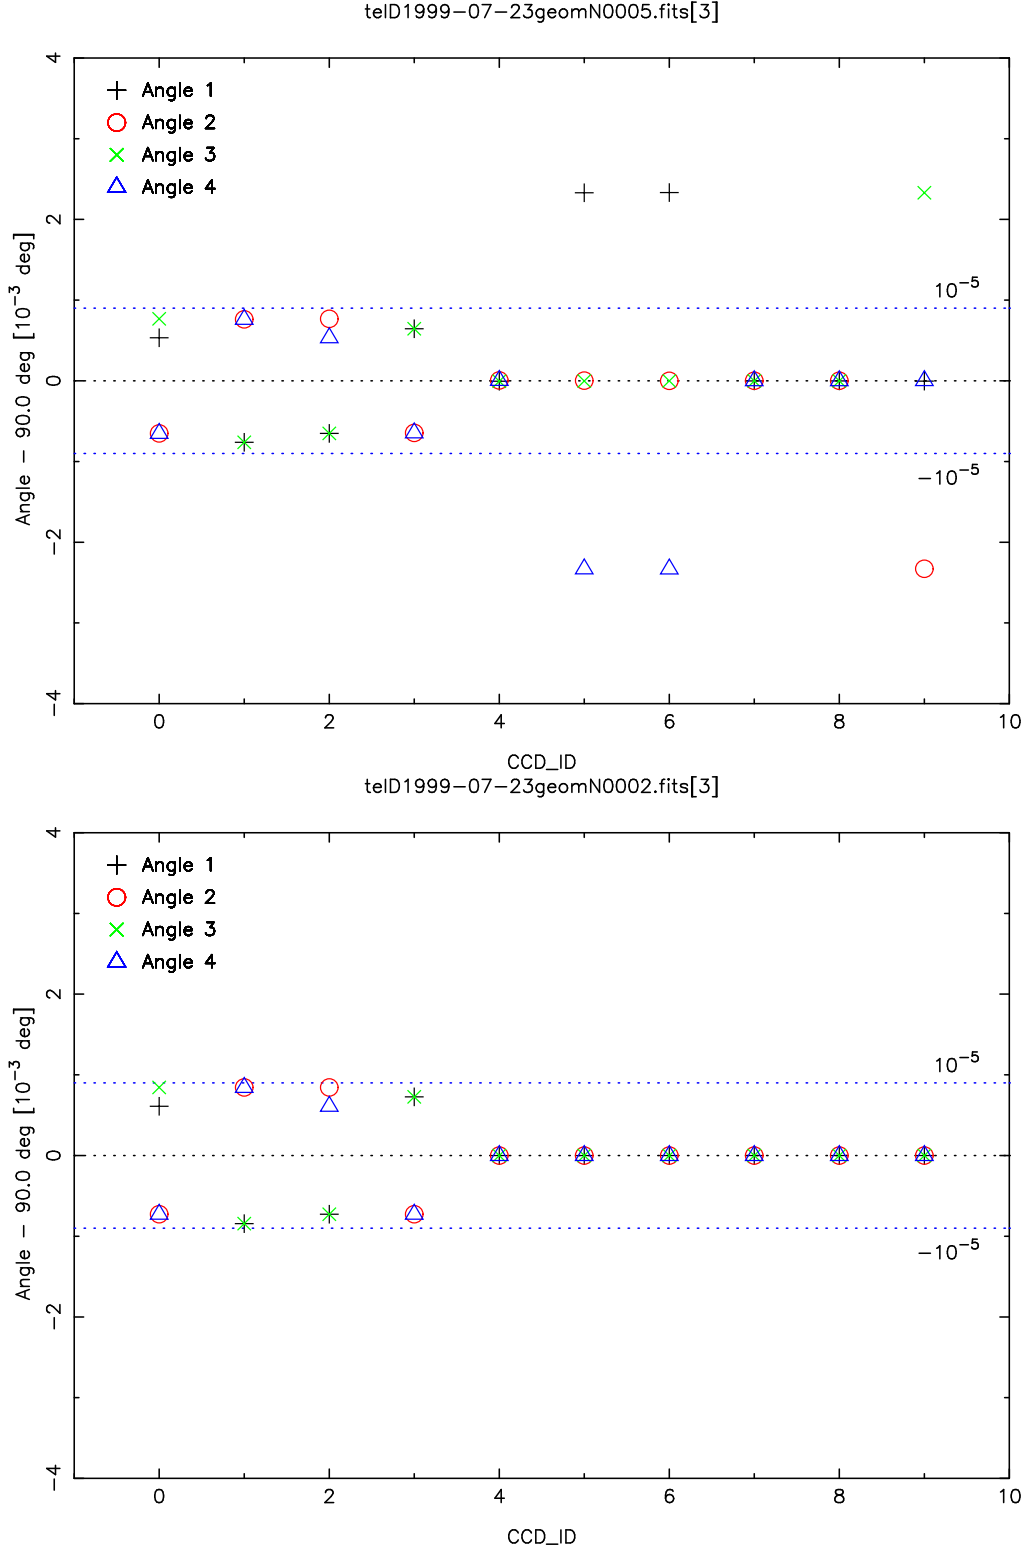 telD1999-07-23geomN0005.fits[3]
Angle 1
Angle 2
Angle 3
Angle 4
10^-5
-10^-5
Angle - 90.0 deg [10^-3 deg]
4
2
0
-2
-4
0 2 4 6 8 10
CCD_ID
telD1999-07-23geomN0002.fits[3]
Angle 1
Angle 2
Angle 3
Angle 4
10^-5
-10^-5
Angle - 90.0 deg [10^-3 deg]
4
2
0
-2
-4
0 2 4 6 8 10
CCD_ID